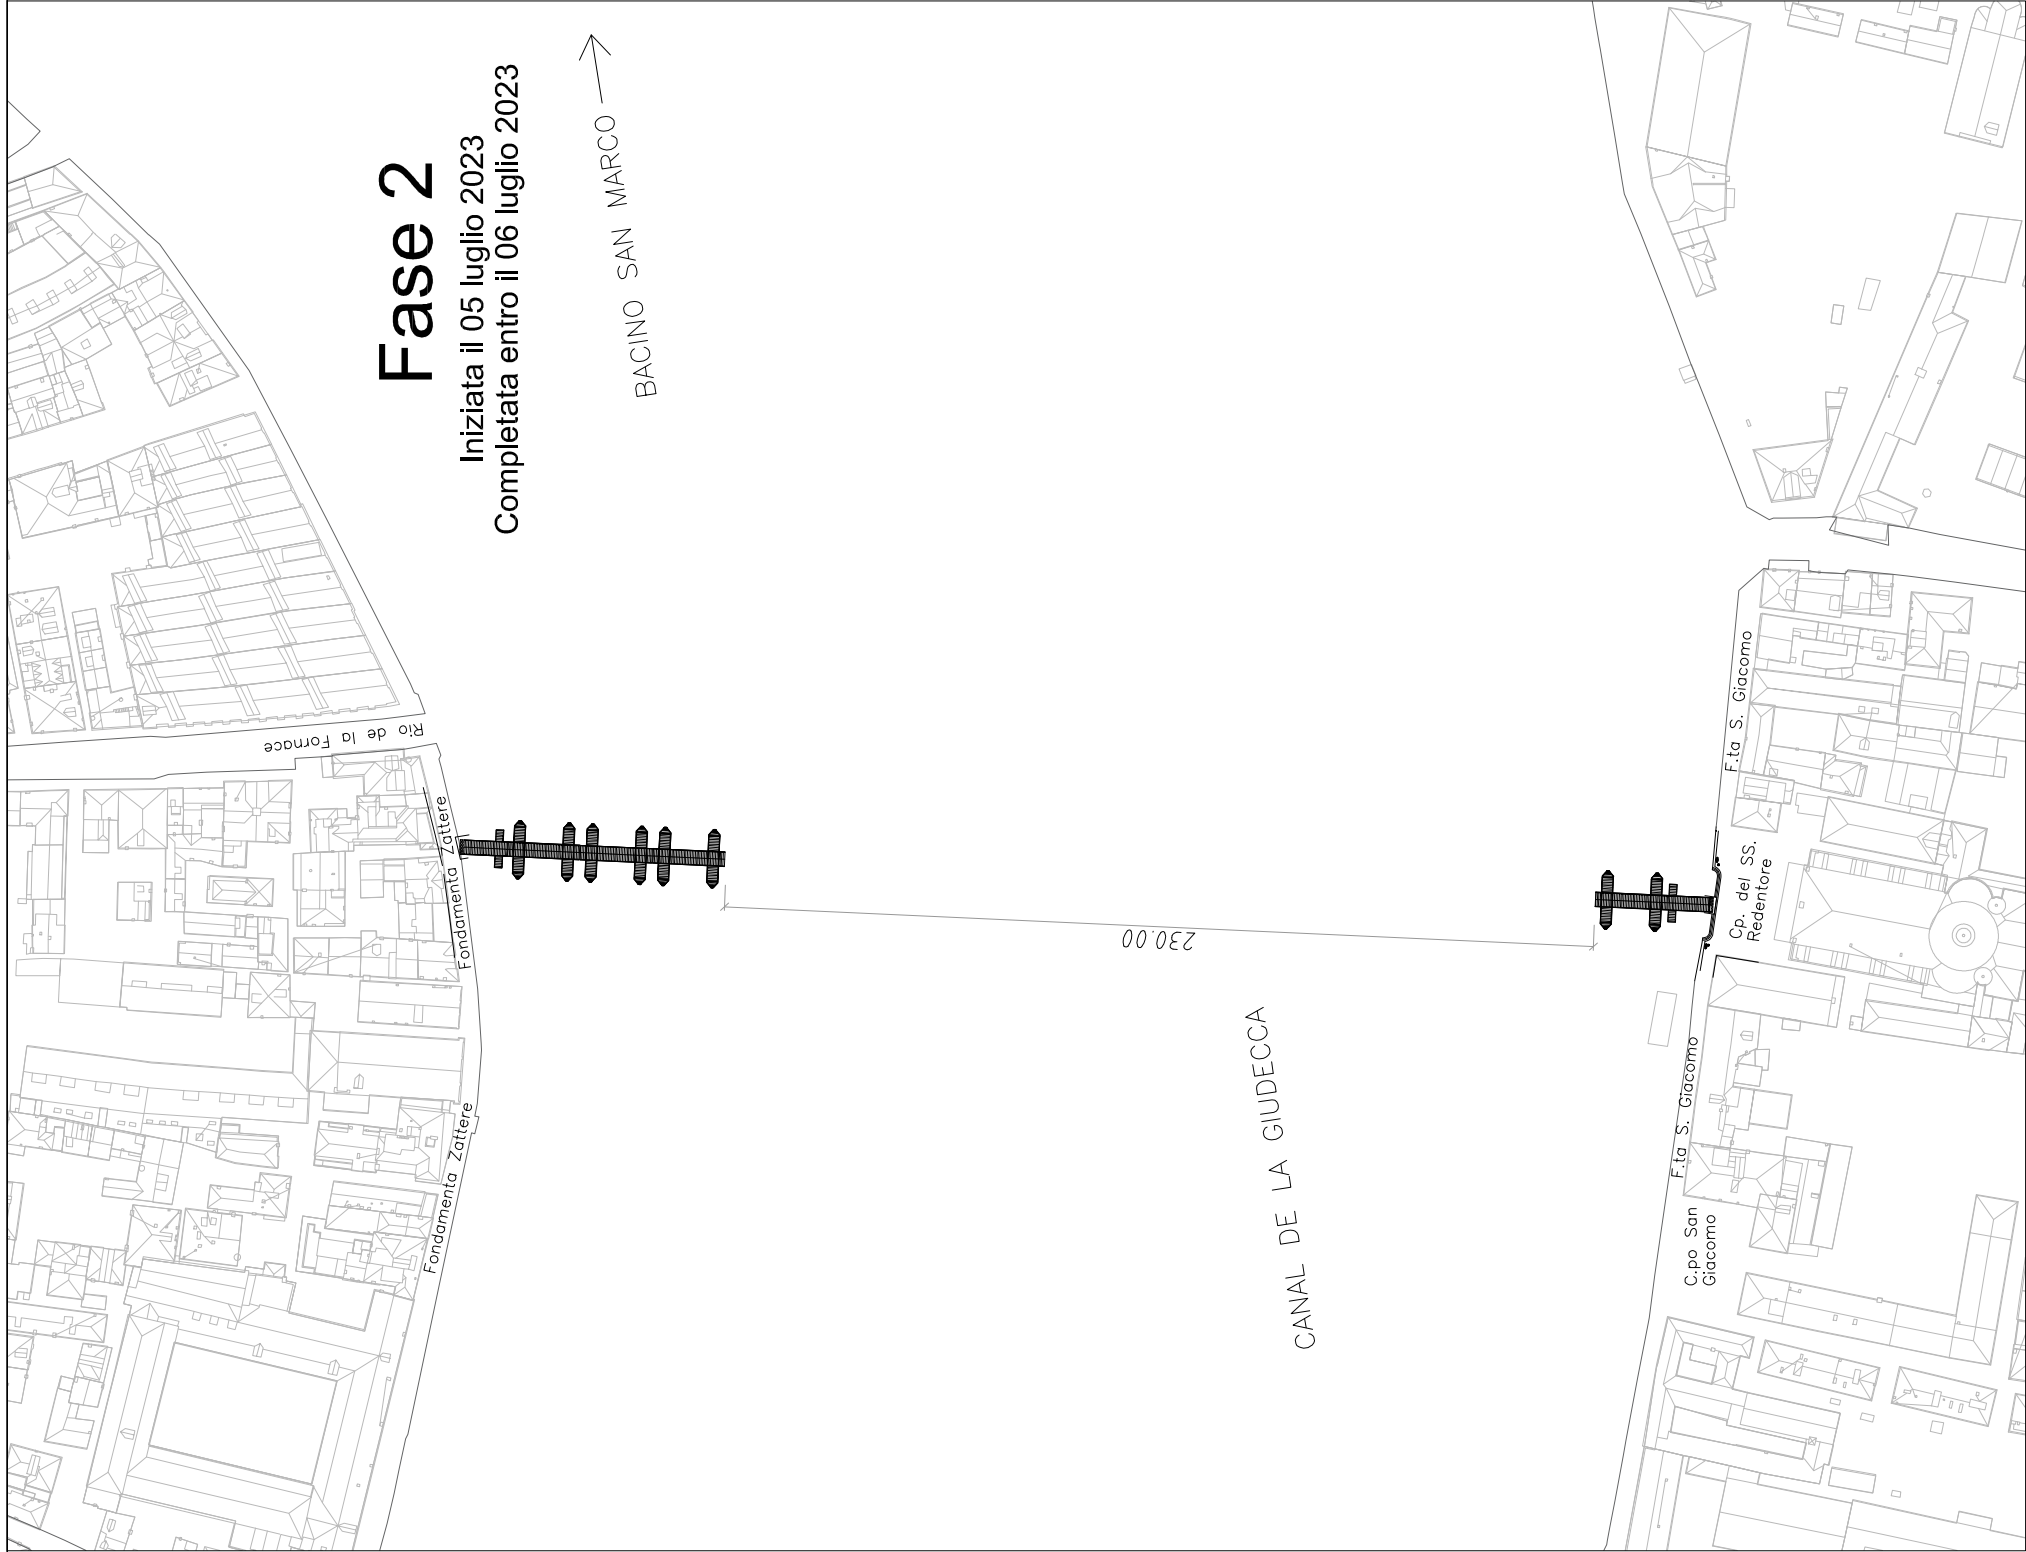 Fase 2
Iniziata il 05 luglio 2023
Completata entro il 06 luglio 2023
BACINO SAN MARCO
Rio de la Fornace
Fondamenta Zattere
Fondamenta Zattere
230.00
CANAL DE LA GIUDECCA
F.ta S. Giacomo
Cp. del SS.
Redentore
F.ta S. Giacomo
C.po San
Giacomo